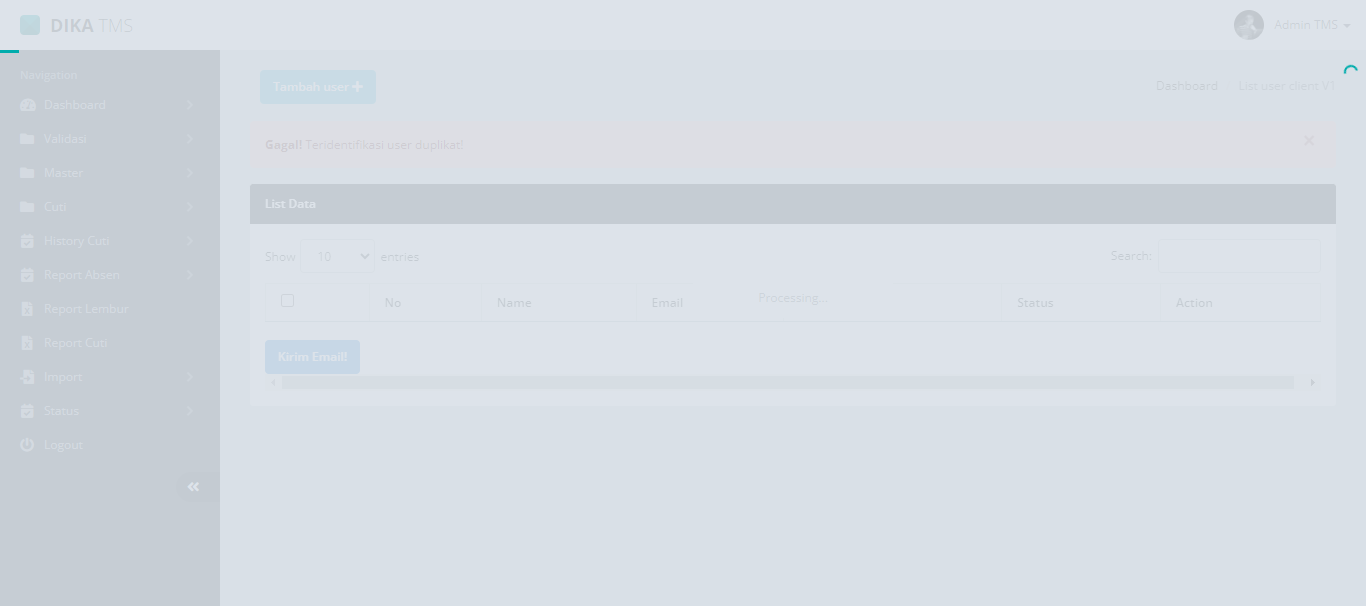 DIKA TMS
Admin TMS
Navigation
Dashboard
Validasi
Master
Cuti
History Cuti
Report Absen
Report Lembur
Report Cuti
Import
Status
Logout
Tambah user
Dashboard / List user client V1
Gagal! Teridentifikasi user duplikat!
×
List Data
Show 10 entries
Search:
No Name Email Status Action
Processing...
Kirim Email!